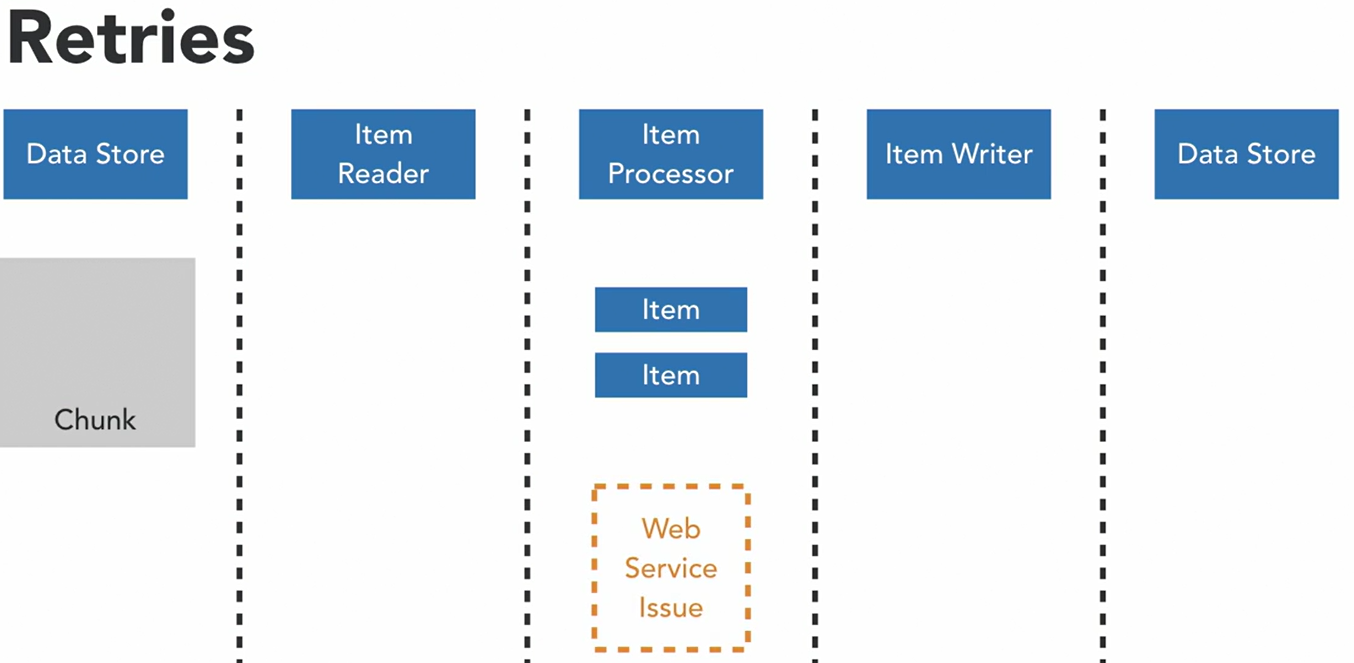 Retries
Data Store
Item
Reader
Item
Processor
Item Writer
Data Store
Item
Item
Chunk
Web
Service
Issue